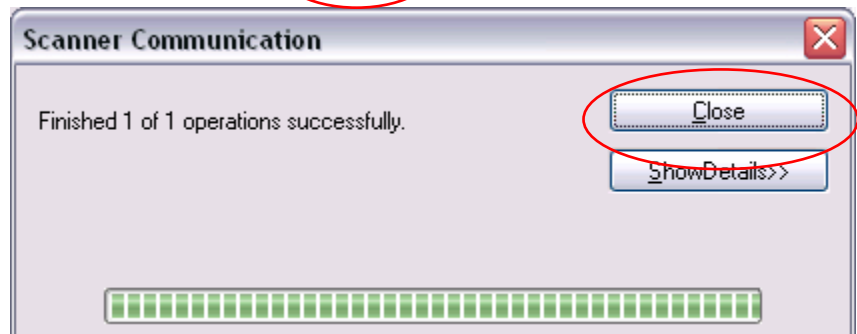 Scanner Communication
Finished 1 of 1 operations successfully.
Close
ShowDetails>>